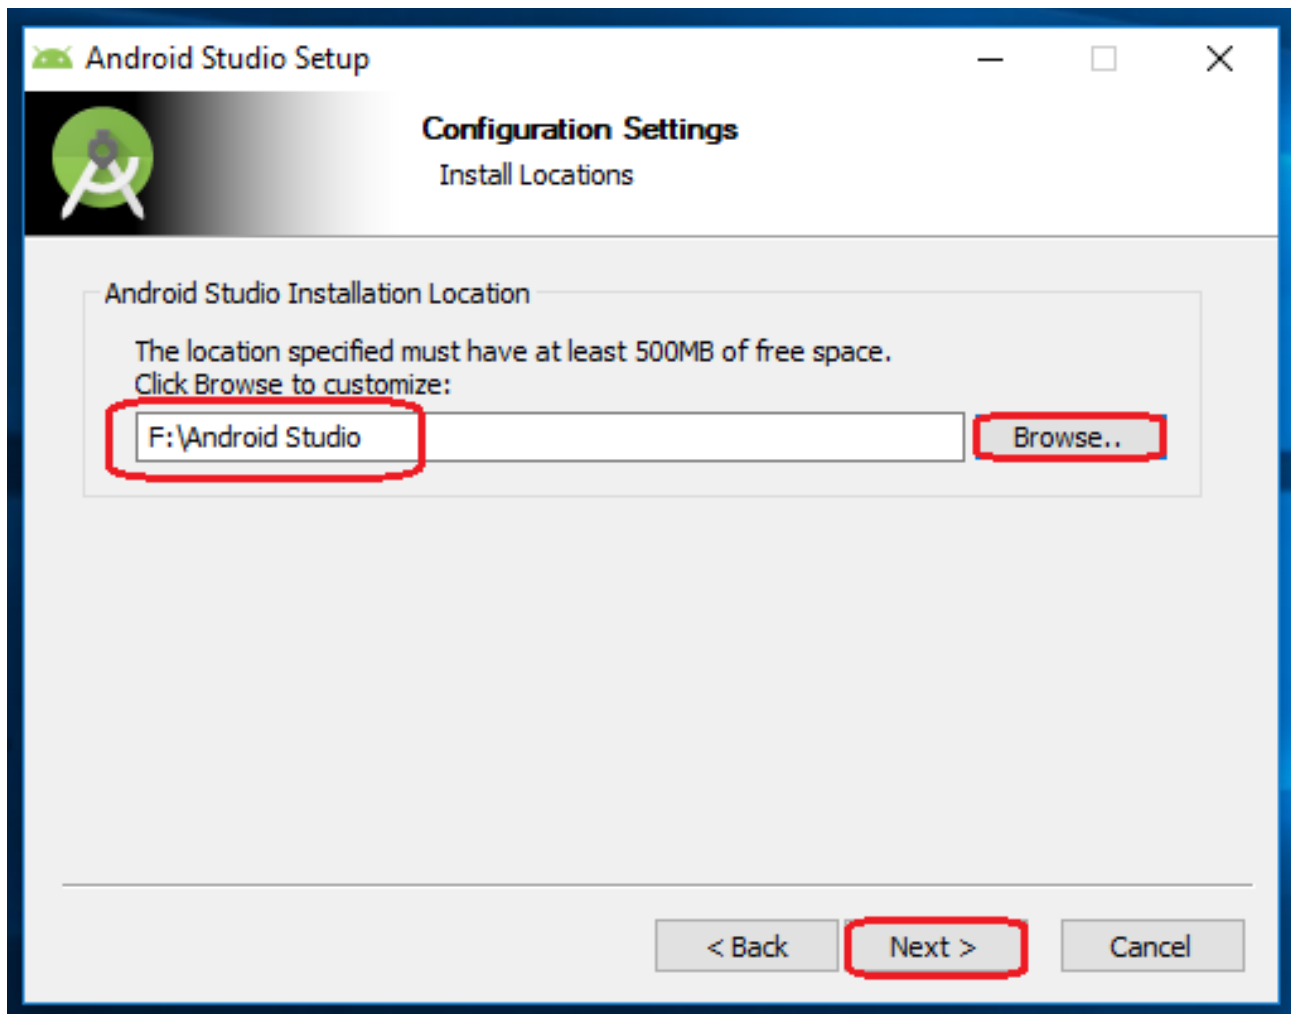 Android Studio Setup
Configuration Settings
Install Locations
Android Studio Installation Location
The location specified must have at least 500MB of free space.
Click Browse to customize:
F:\Android Studio
Browse..
< Back
Next >
Cancel